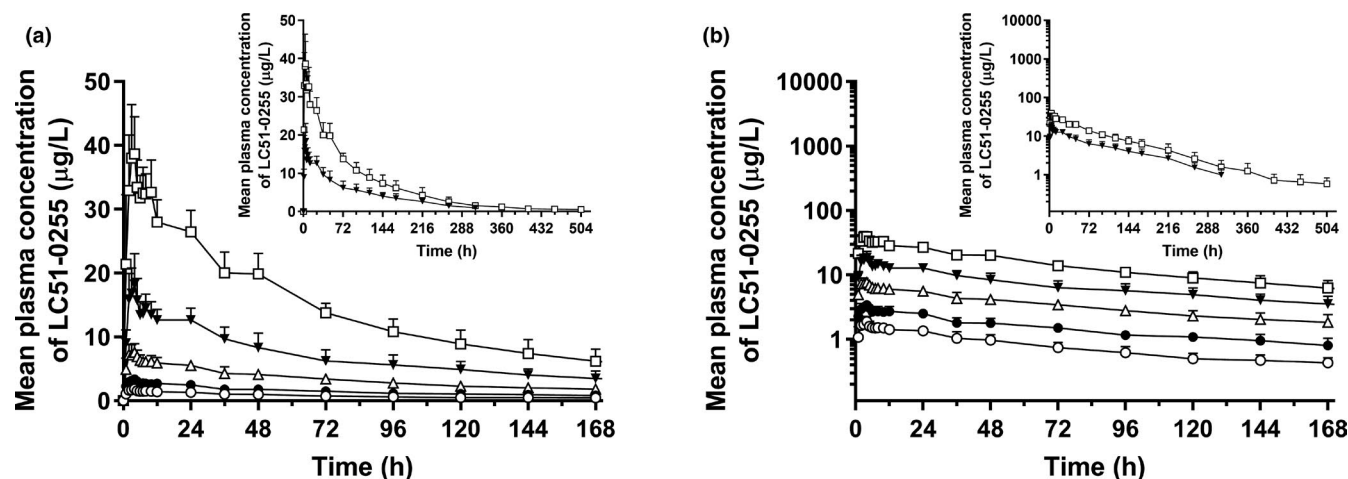 (a)
Mean plasma concentration
of LC51-0255 (µg/L)
50
40
30
20
10
0
0 24 48 72 96 120 144 168
Time (h)
Mean plasma concentration
of LC51-0255 (µg/L)
50
40
30
20
10
0
72 144 216 288 360 432 504
Time (h)
(b)
Mean plasma concentration
of LC51-0255 (µg/L)
10000
1000
100
10
1
0 24 48 72 96 120 144 168
Time (h)
Mean plasma concentration
of LC51-0255 (µg/L)
10000
1000
100
10
1
0 72 144 216 288 360 432 504
Time (h)